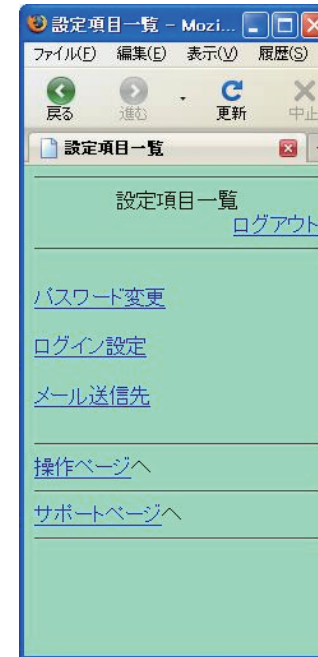 設定項目一覧 - Mozi...
ファイル(F) 編集(E) 表示(V) 履歴(S)
戻る 進む 更新 中止
設定項目一覧
設定項目一覧
ログアウト
パスワード変更
ログイン設定
メール送信先
操作ページへ
サポートページへ